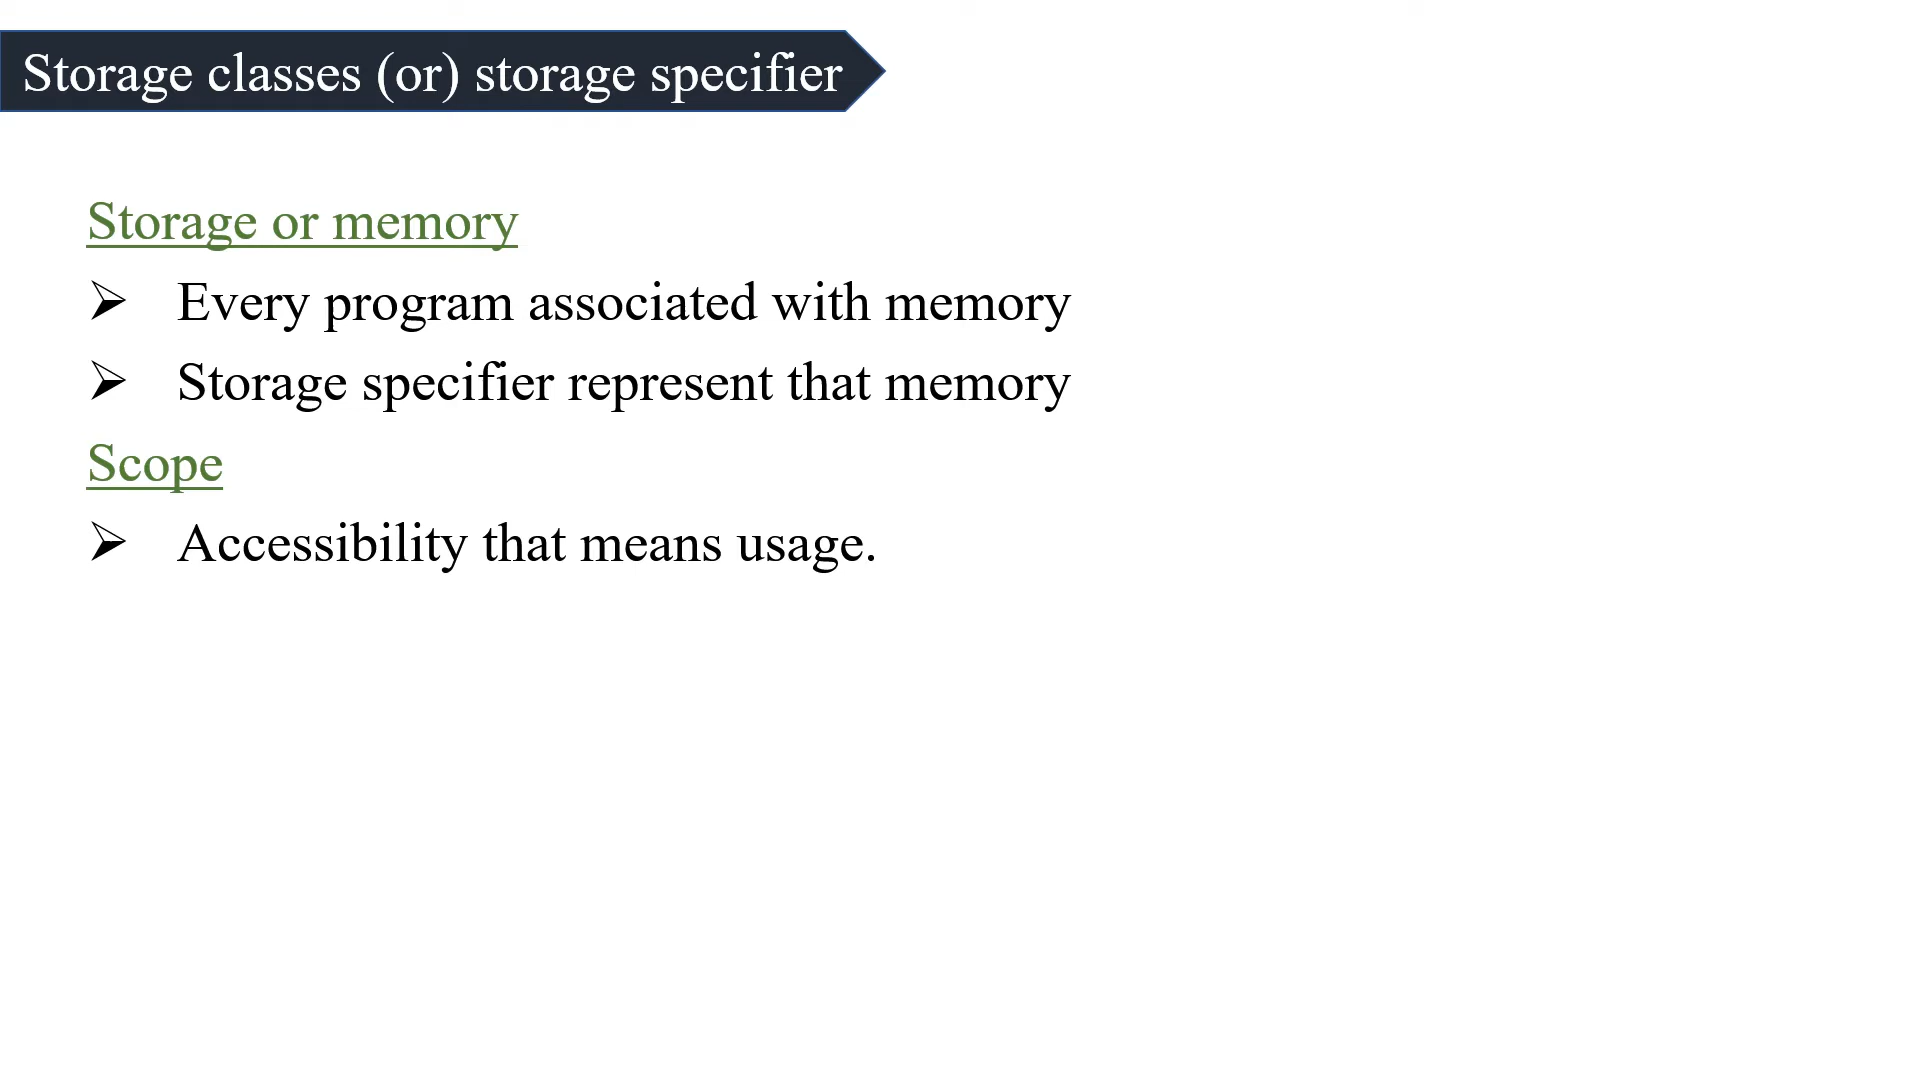 Storage classes (or) storage specifier
Storage or memory
➢ Every program associated with memory
➢ Storage specifier represent that memory
Scope
➢ Accessibility that means usage.